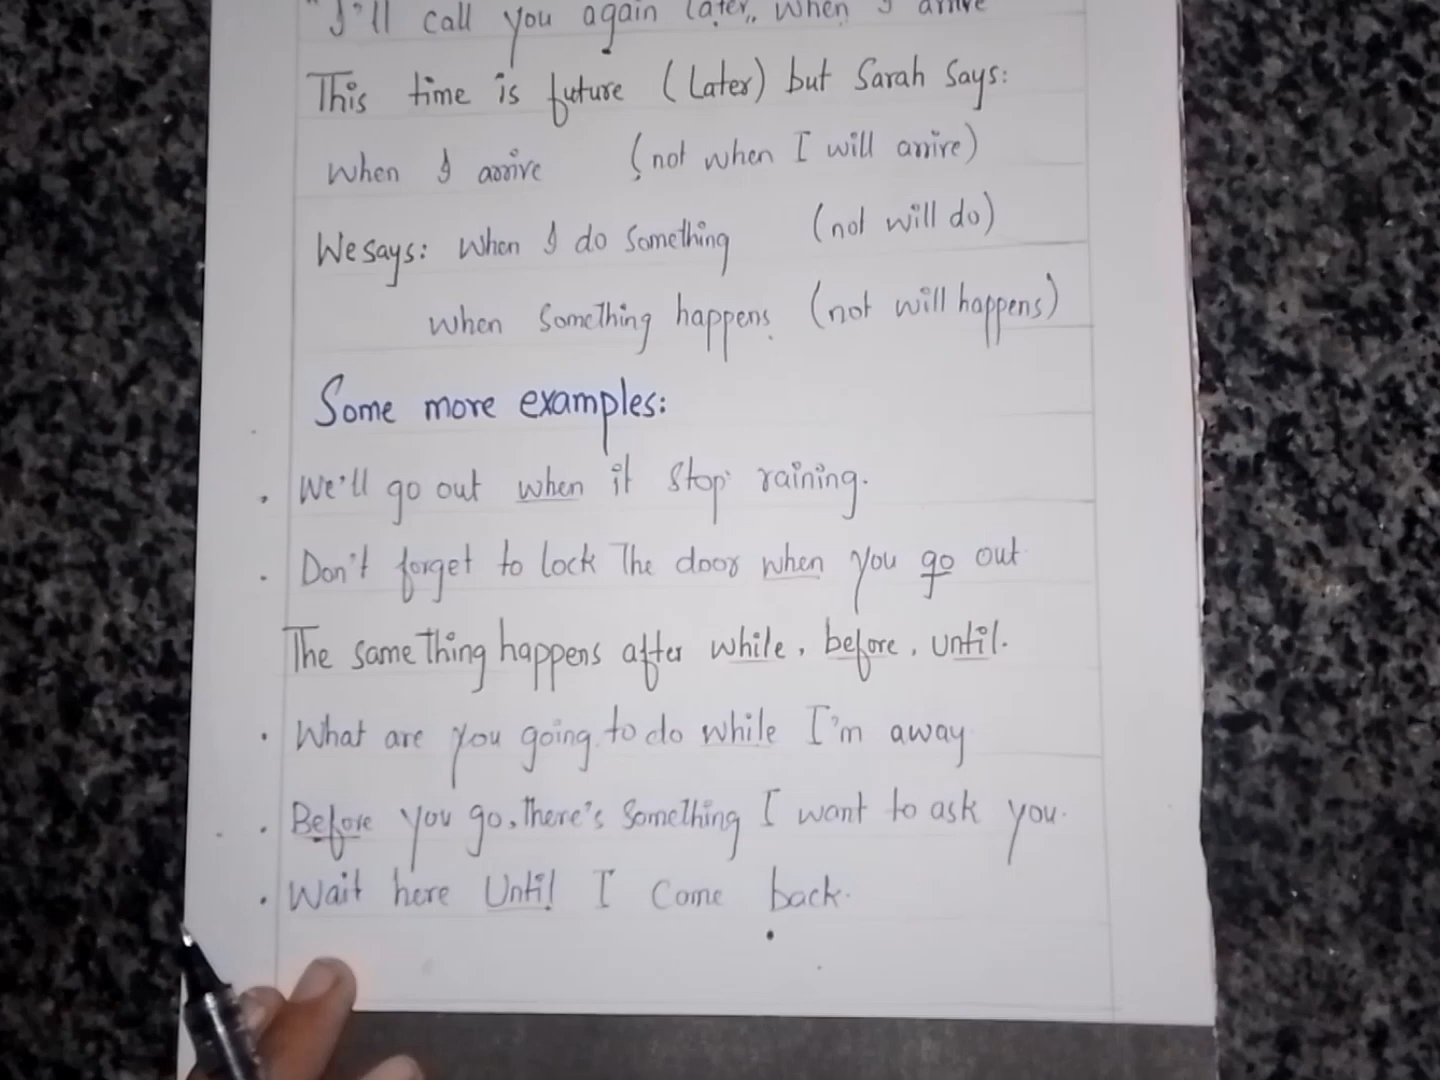 "I'll call you again later, when I arrive
This time is future (Later) but Sarah says:
when I arrive (not when I will arrive)
We says: when I do something (not will do)
when something happens. (not will happens)
Some more examples:
. We'll go out when it stop raining.
. Don't forget to lock the door when you go out
The same thing happens after while, before, until.
. What are you going to do while I'm away
. Before you go, there's something I want to ask you.
. Wait here Until I Come back.